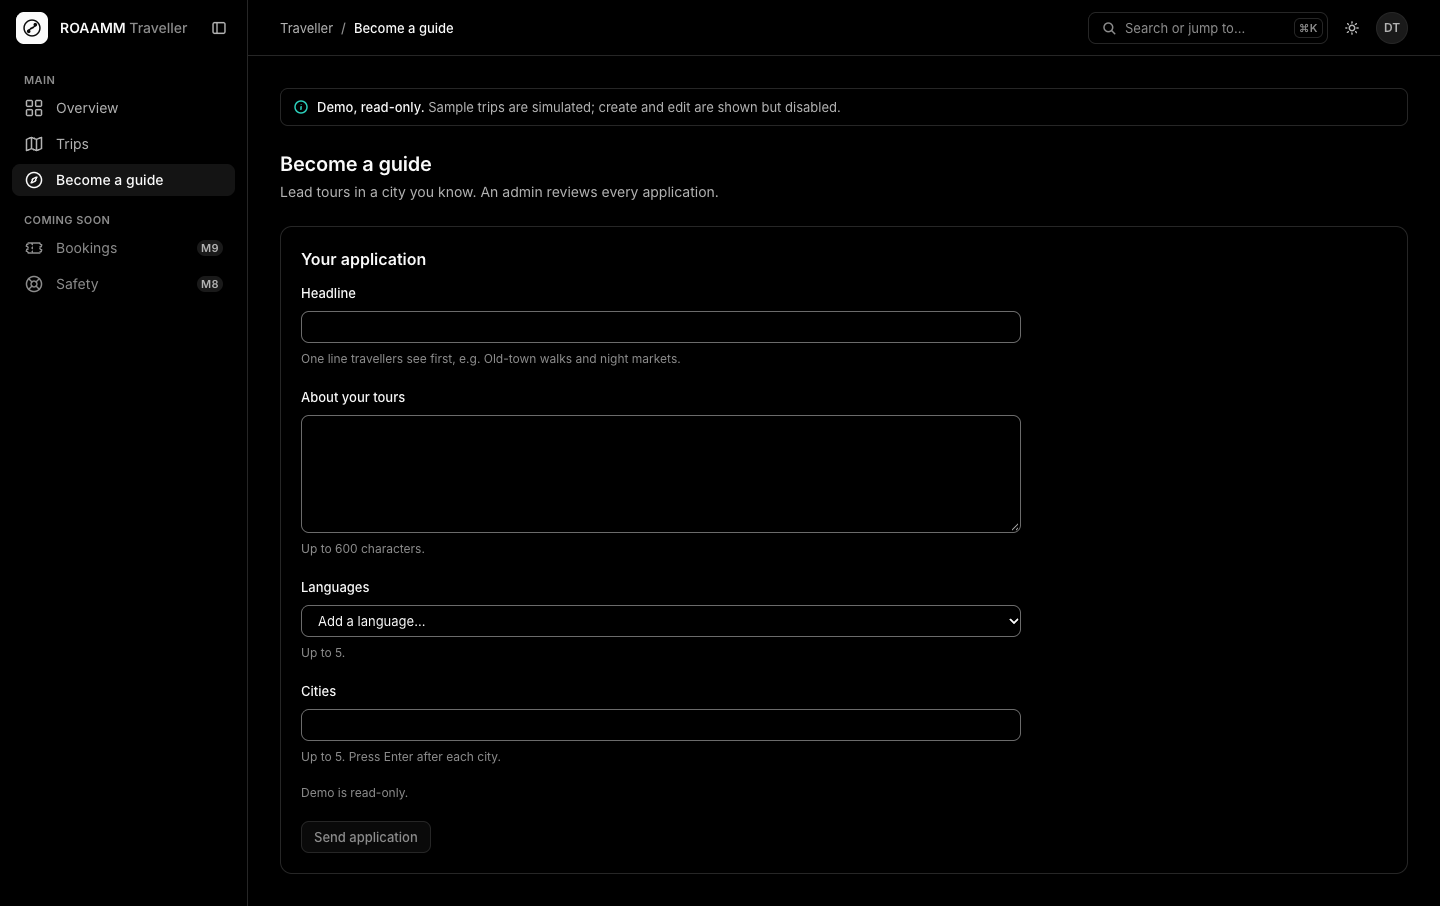 ROAAMM Traveller
Traveller / Become a guide
Search or jump to...
⌘K
DT
MAIN
Overview
Trips
Become a guide
COMING SOON
Bookings
M9
Safety
M8
Demo, read-only. Sample trips are simulated; create and edit are shown but disabled.
Become a guide
Lead tours in a city you know. An admin reviews every application.
Your application
Headline
One line travellers see first, e.g. Old-town walks and night markets.
About your tours
Up to 600 characters.
Languages
Add a language...
Up to 5.
Cities
Up to 5. Press Enter after each city.
Demo is read-only.
Send application